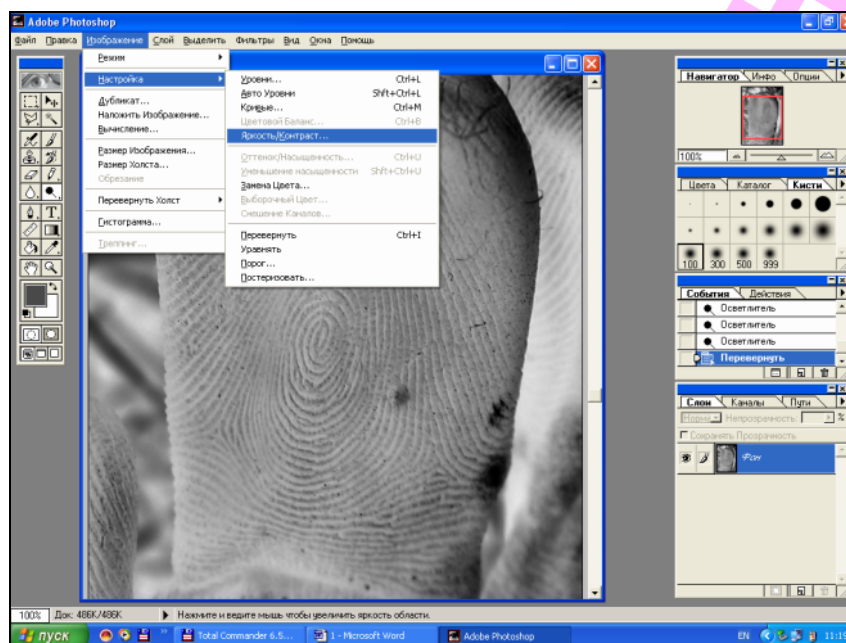 Adobe Photoshop
Файл Правка Изображение Слой Выделить Фильтры Вид Окна Помощь
Режим
Настройка
Дубликат...
Наложить Изображение...
Вычисление...
Размер Изображения...
Размер Холста...
Обрезание
Перевернуть Холст
Гистограмма...
Треппинг...
Уровни... Ctrl+L
Авто Уровни Shft+Ctrl+L
Кривые... Ctrl+M
Цветовой Баланс... Ctrl+B
Яркость/Контраст...
Оттенок/Насыщенность... Ctrl+U
Уменьшение насыщенности Shft+Ctrl+U
Замена Цвета...
Выборочный Цвет...
Смешение Каналов...
Перевернуть Ctrl+I
Уравнять
Порог...
Постеризовать...
Навигатор Инфо Опции
100%
Цвета Каталог Кисти
100 300 500 999
События Действия
Осветлитель
Осветлитель
Осветлитель
Перевернуть
Слои Каналы Пути
Норма Непрозрачность: %
Сохранять Прозрачность
Фон
100% Док: 486K/486K Нажмите и ведите мышь чтобы увеличить яркость области.
пуск Total Commander 6.5... 1 - Microsoft Word Adobe Photoshop EN 11:19